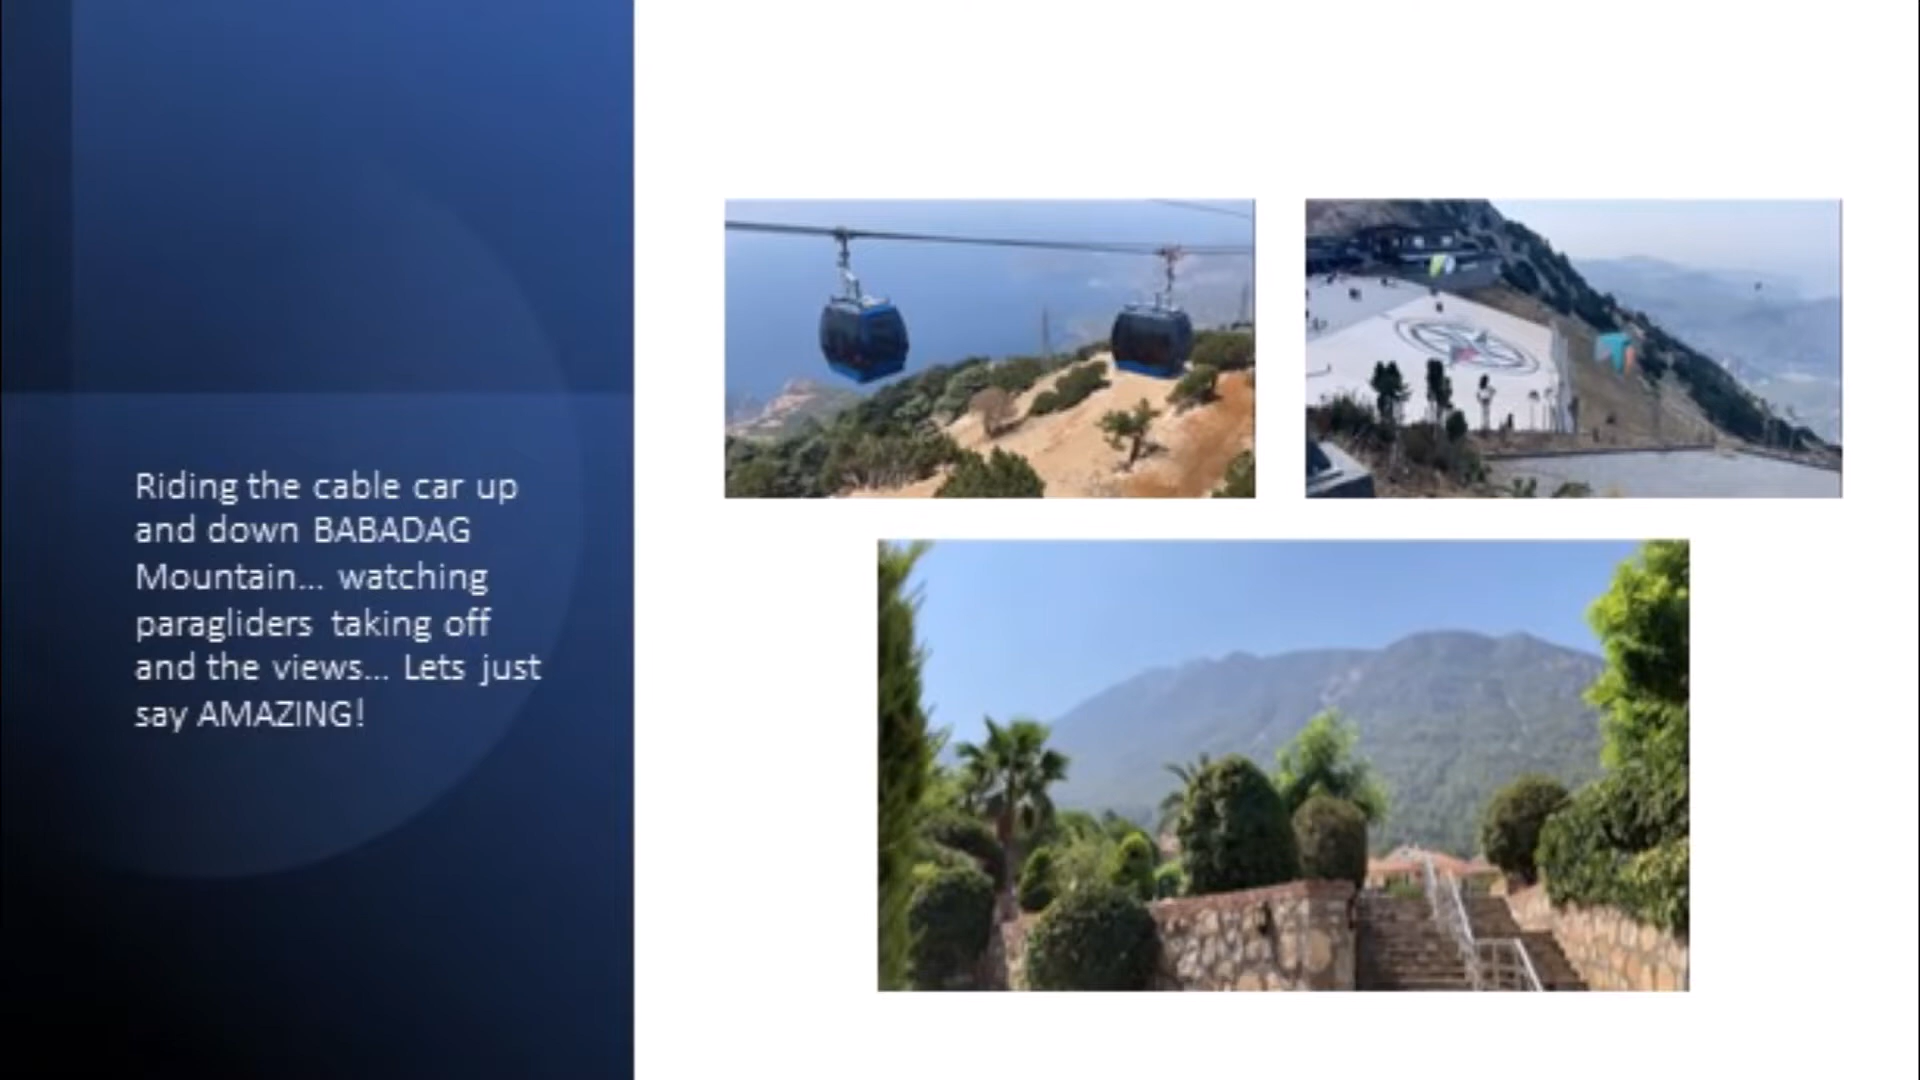 Riding the cable car up
and down BABADAG
Mountain... watching
paragliders taking off
and the views... Lets just
say AMAZING!